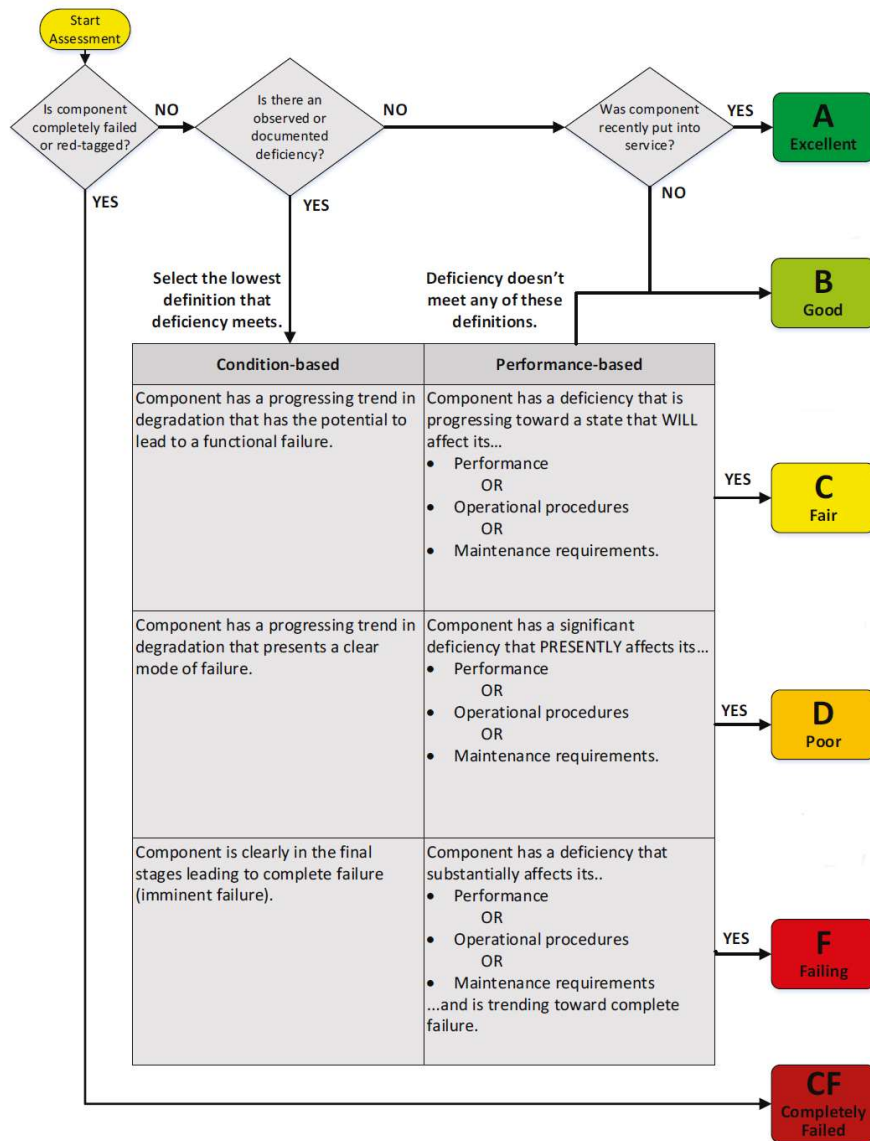 Start
Assessment
Is component
completely failed
or red-tagged?
NO
Is there an
observed or
documented
deficiency?
NO
Was component
recently put into
service?
YES
A
Excellent
YES
YES
NO
Select the lowest
definition that
deficiency meets.
Deficiency doesn’t
meet any of these
definitions.
B
Good
Condition-based
Performance-based
Component has a progressing trend in
degradation that has the potential to
lead to a functional failure.
Component has a deficiency that is
progressing toward a state that WILL
affect its…
• Performance
OR
• Operational procedures
OR
• Maintenance requirements.
YES
C
Fair
Component has a progressing trend in
degradation that presents a clear
mode of failure.
Component has a significant
deficiency that PRESENTLY affects its…
• Performance
OR
• Operational procedures
OR
• Maintenance requirements.
YES
D
Poor
Component is clearly in the final
stages leading to complete failure
(imminent failure).
Component has a deficiency that
substantially affects its..
• Performance
OR
• Operational procedures
OR
• Maintenance requirements
...and is trending toward complete
failure.
YES
F
Failing
CF
Completely
Failed